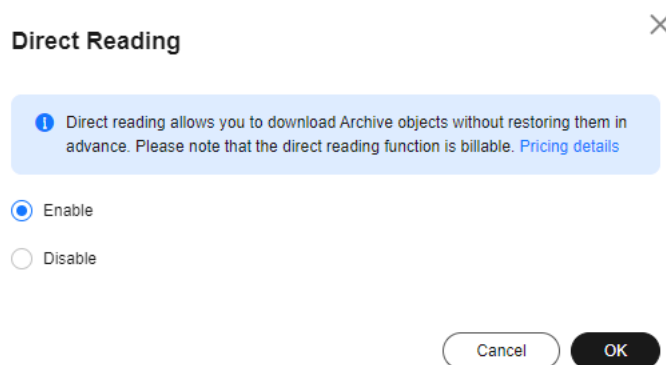 Direct Reading
Direct reading allows you to download Archive objects without restoring them in
advance. Please note that the direct reading function is billable. Pricing details
Enable
Disable
Cancel OK